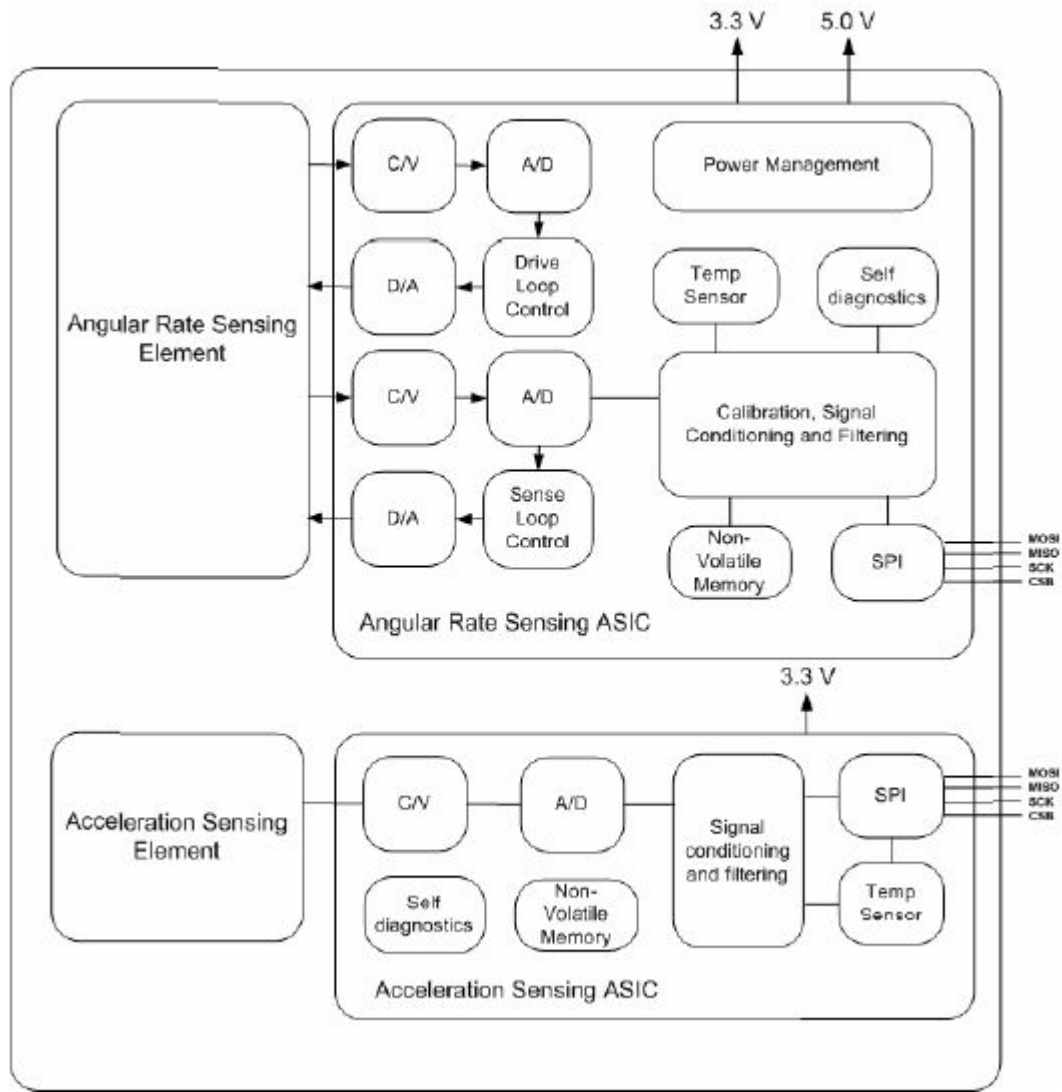 3.3 V
5.0 V
C/V
A/D
Power Management
D/A
Drive
Loop
Control
Temp
Sensor
Self
diagnostics
Angular Rate Sensing
Element
C/V
A/D
Calibration, Signal
Conditioning and Filtering
D/A
Sense
Loop
Control
Non-
Volatile
Memory
SPI
MOSI
MISO
SCK
CSB
Angular Rate Sensing ASIC
3.3 V
Acceleration Sensing
Element
C/V
A/D
Signal
conditioning
and filtering
SPI
MOSI
MISO
SCK
CSB
Self
diagnostics
Non-
Volatile
Memory
Temp
Sensor
Acceleration Sensing ASIC